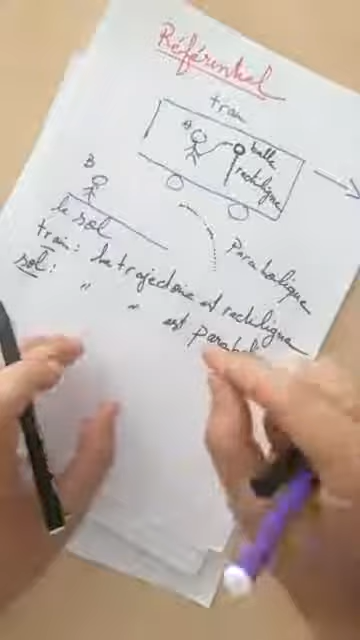 Référentiel
train
A
balle
rectiligne
B
le sol
Parabolique
train: la trajectoire est rectiligne
sol: " " est parabol